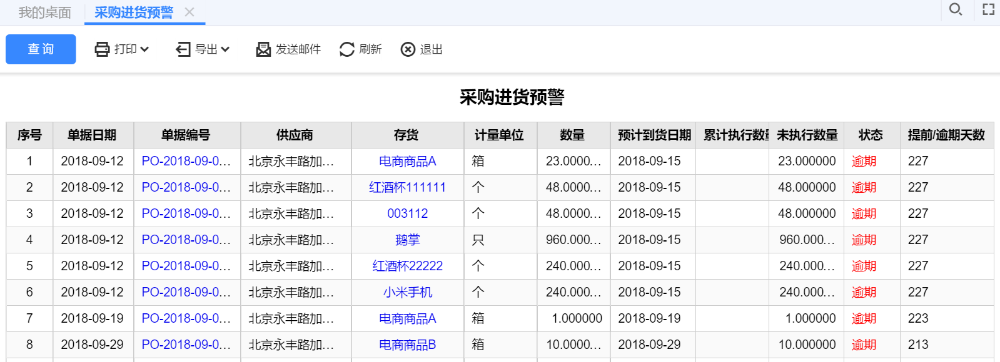 我的桌面 采购进货预警
查询 打印 导出 发送邮件 刷新 退出
采购进货预警
序号 单据日期 单据编号 供应商 存货 计量单位 数量 预计到货日期 累计执行数量 未执行数量 状态 提前/逾期天数
1 2018-09-12 PO-2018-09-0... 北京永丰路加... 电商商品A 箱 23.0000... 2018-09-15 23.000000 逾期 227
2 2018-09-12 PO-2018-09-0... 北京永丰路加... 红酒杯111111 个 48.0000... 2018-09-15 48.000000 逾期 227
3 2018-09-12 PO-2018-09-0... 北京永丰路加... 003112 个 48.0000... 2018-09-15 48.000000 逾期 227
4 2018-09-12 PO-2018-09-0... 北京永丰路加... 鹅掌 只 960.000... 2018-09-15 960.000... 逾期 227
5 2018-09-12 PO-2018-09-0... 北京永丰路加... 红酒杯22222 个 240.000... 2018-09-15 240.000... 逾期 227
6 2018-09-12 PO-2018-09-0... 北京永丰路加... 小米手机 个 240.000... 2018-09-15 240.000... 逾期 227
7 2018-09-19 PO-2018-09-0... 北京永丰路加... 电商商品A 箱 1.000000 2018-09-19 1.000000 逾期 223
8 2018-09-29 PO-2018-09-0... 北京永丰路加... 电商商品B 箱 10.0000... 2018-09-29 10.000000 逾期 213